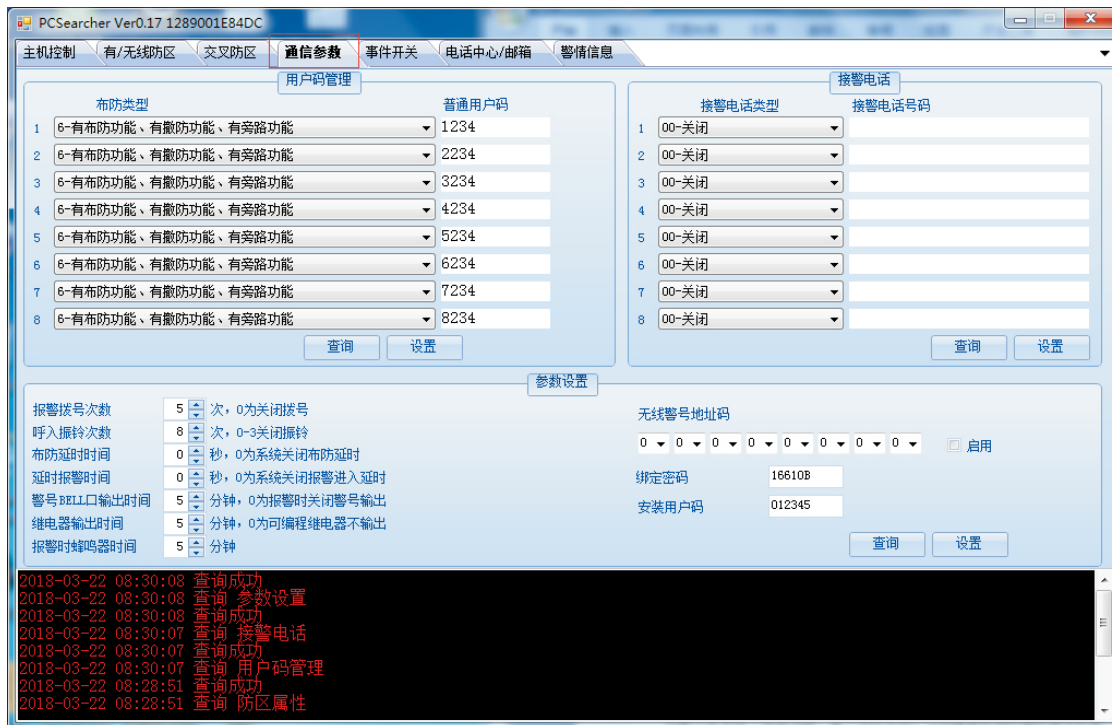 PCSearcher Ver0.17 1289001E84DC
主机控制 有/无线防区 交叉防区 通信参数 事件开关 电话中心/邮箱 警情信息
用户码管理
布防类型 普通用户码
1 6-有布防功能、有撤防功能、有旁路功能 1234
2 6-有布防功能、有撤防功能、有旁路功能 2234
3 6-有布防功能、有撤防功能、有旁路功能 3234
4 6-有布防功能、有撤防功能、有旁路功能 4234
5 6-有布防功能、有撤防功能、有旁路功能 5234
6 6-有布防功能、有撤防功能、有旁路功能 6234
7 6-有布防功能、有撤防功能、有旁路功能 7234
8 6-有布防功能、有撤防功能、有旁路功能 8234
查询 设置
接警电话
接警电话类型 接警电话号码
1 00-关闭
2 00-关闭
3 00-关闭
4 00-关闭
5 00-关闭
6 00-关闭
7 00-关闭
8 00-关闭
查询 设置
参数设置
报警拨号次数 5 次，0为关闭拨号
呼入振铃次数 8 次，0-3关闭振铃
布防延时时间 0 秒，0为系统关闭布防延时
延时报警时间 0 秒，0为系统关闭报警进入延时
警号BELL口输出时间 5 分钟，0为报警时关闭警号输出
继电器输出时间 5 分钟，0为可编程继电器不输出
报警时蜂鸣器时间 5 分钟
无线警号地址码
0 0 0 0 0 0 0 0 启用
绑定密码 16610B
安装用户码 012345
查询 设置
2018-03-22 08:30:08 查询成功
2018-03-22 08:30:08 查询 参数设置
2018-03-22 08:30:08 查询成功
2018-03-22 08:30:07 查询 接警电话
2018-03-22 08:30:07 查询成功
2018-03-22 08:30:07 查询 用户码管理
2018-03-22 08:28:51 查询成功
2018-03-22 08:28:51 查询 防区属性